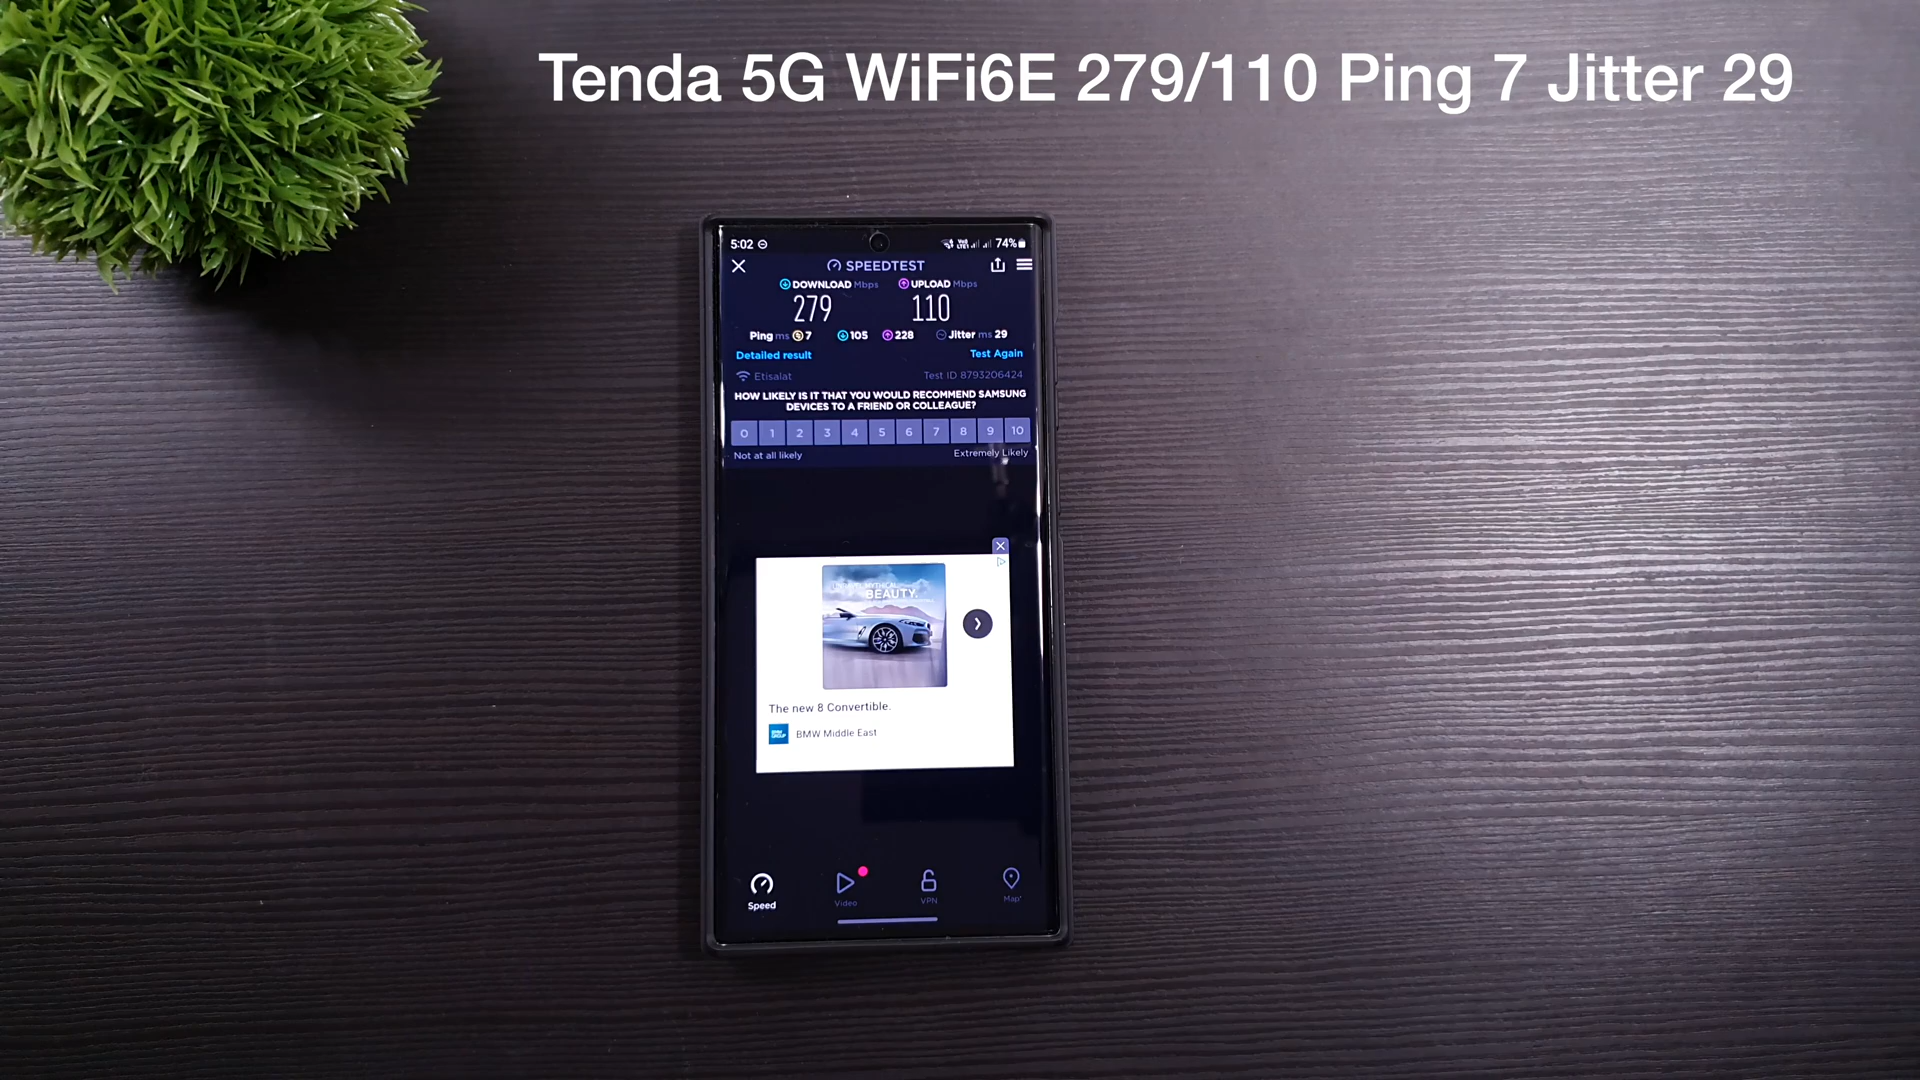 Tenda 5G WiFi6E 279/110 Ping 7 Jitter 29
5:02 74%
SPEEDTEST
DOWNLOAD Mbps UPLOAD Mbps
279 110
Ping ms 7 105 228 Jitter ms 29
Detailed result Test Again
Etisalat Test ID 8793206424
HOW LIKELY IS IT THAT YOU WOULD RECOMMEND SAMSUNG
DEVICES TO A FRIEND OR COLLEAGUE?
0 1 2 3 4 5 6 7 8 9 10
Not at all likely Extremely Likely
BEAUTY.
The new 8 Convertible.
BMW Middle East
Speed Video VPN Map